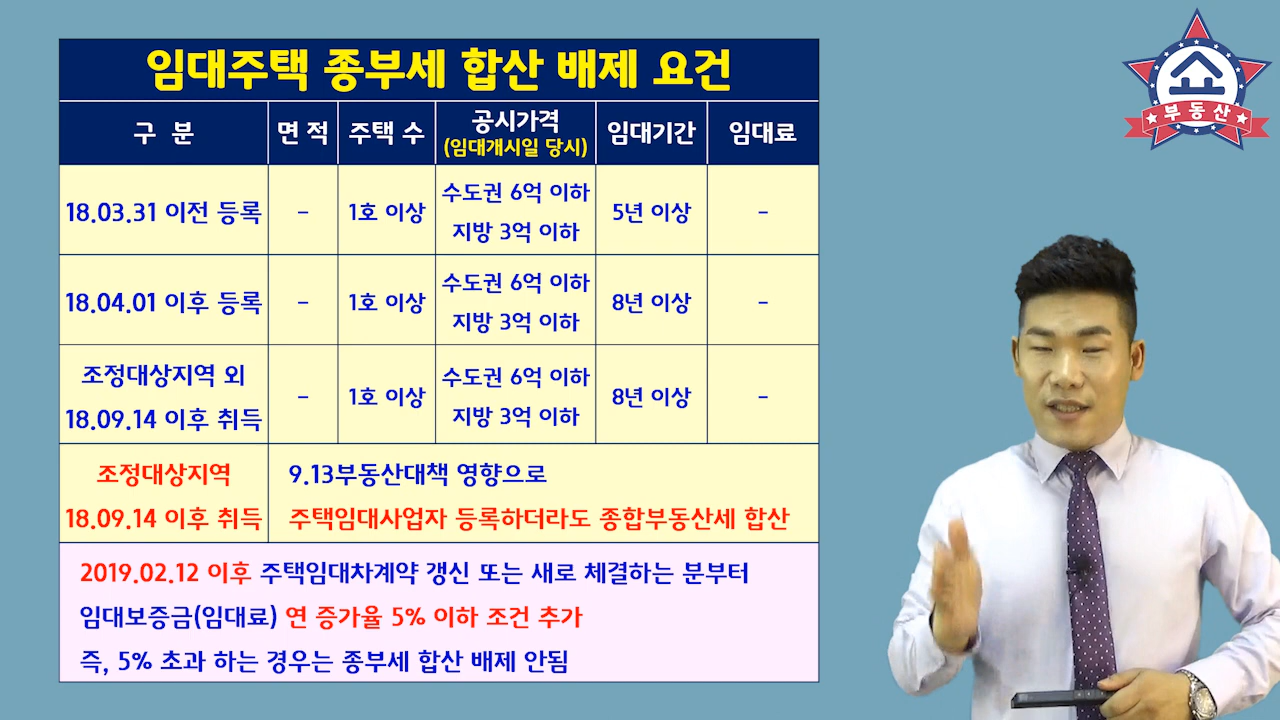 임대주택 종부세 합산 배제 요건
구 분 면 적 주택 수 공시가격 (임대개시일 당시) 임대기간 임대료
18.03.31 이전 등록 - 1호 이상 수도권 6억 이하 지방 3억 이하 5년 이상 -
18.04.01 이후 등록 - 1호 이상 수도권 6억 이하 지방 3억 이하 8년 이상 -
조정대상지역 외 18.09.14 이후 취득 - 1호 이상 수도권 6억 이하 지방 3억 이하 8년 이상 -
조정대상지역
18.09.14 이후 취득
9.13부동산대책 영향으로
주택임대사업자 등록하더라도 종합부동산세 합산
2019.02.12 이후 주택임대차계약 갱신 또는 새로 체결하는 분부터
임대보증금(임대료) 연 증가율 5% 이하 조건 추가
즉, 5% 초과 하는 경우는 종부세 합산 배제 안됨
쇼
부동산